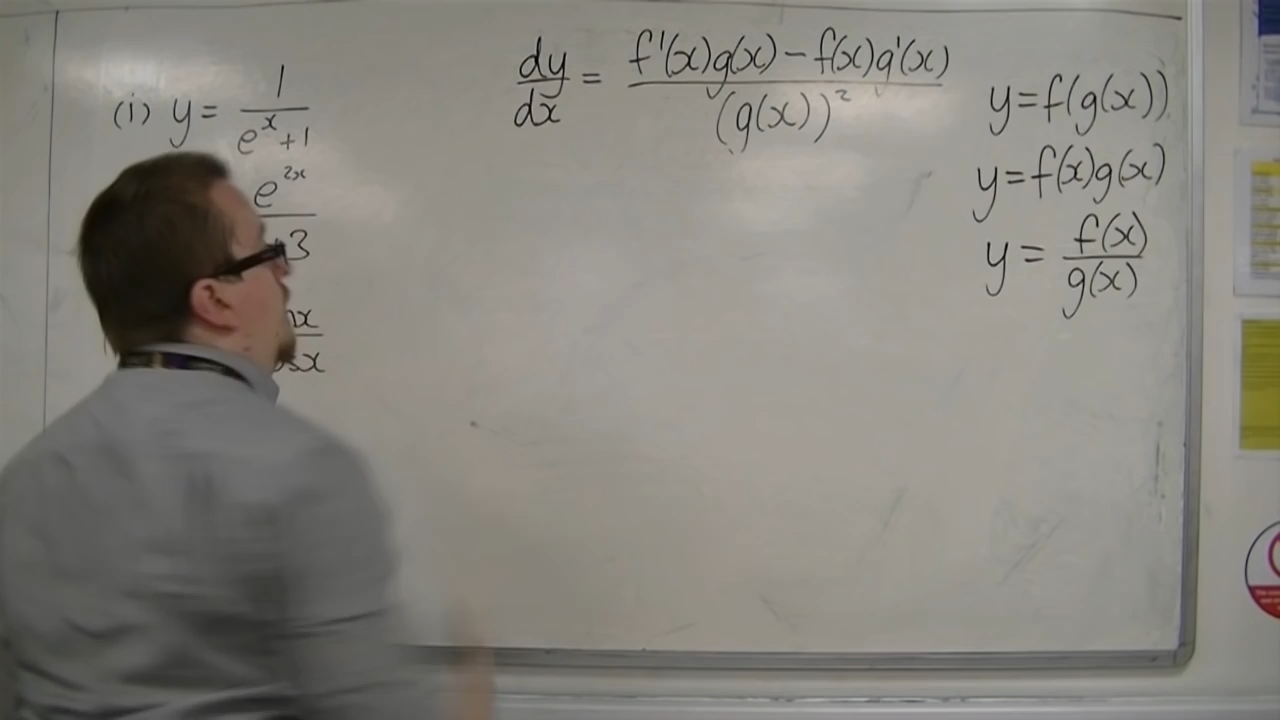 (i) y = 1/(e^x + 1)
e^2x
3
x
x
dy/dx = (f'(x)g(x) − f(x)g'(x))/(g(x))²
y = f(g(x))
y = f(x)g(x)
y = f(x)/g(x)